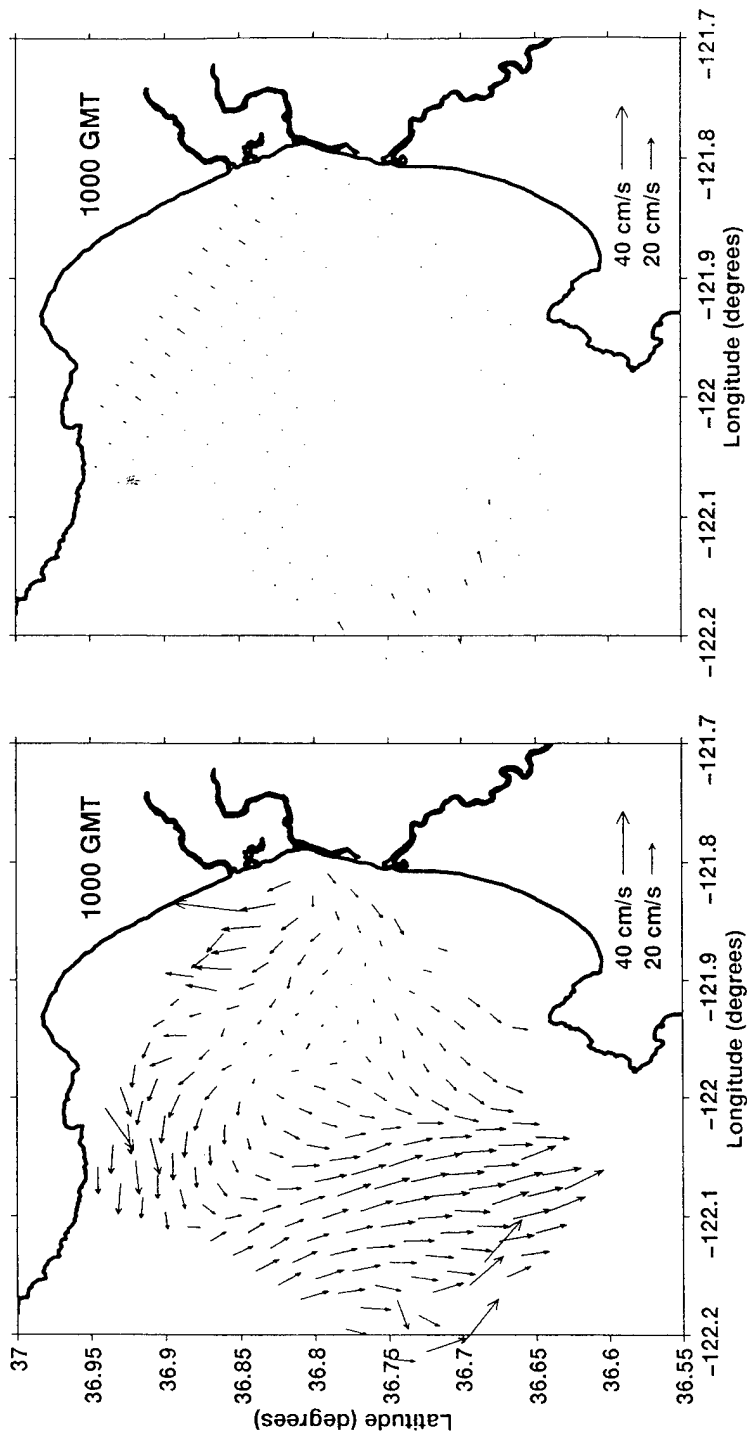 1000 GMT
37
36.95
36.9
36.85
36.8
36.75
36.7
36.65
36.6
36.55
Latitude (degrees)
40 cm/s
20 cm/s
−122.2 −122.1 −122 −121.9 −121.8 −121.7
Longitude (degrees)
1000 GMT
40 cm/s
20 cm/s
−122.2 −122.1 −122 −121.9 −121.8 −121.7
Longitude (degrees)